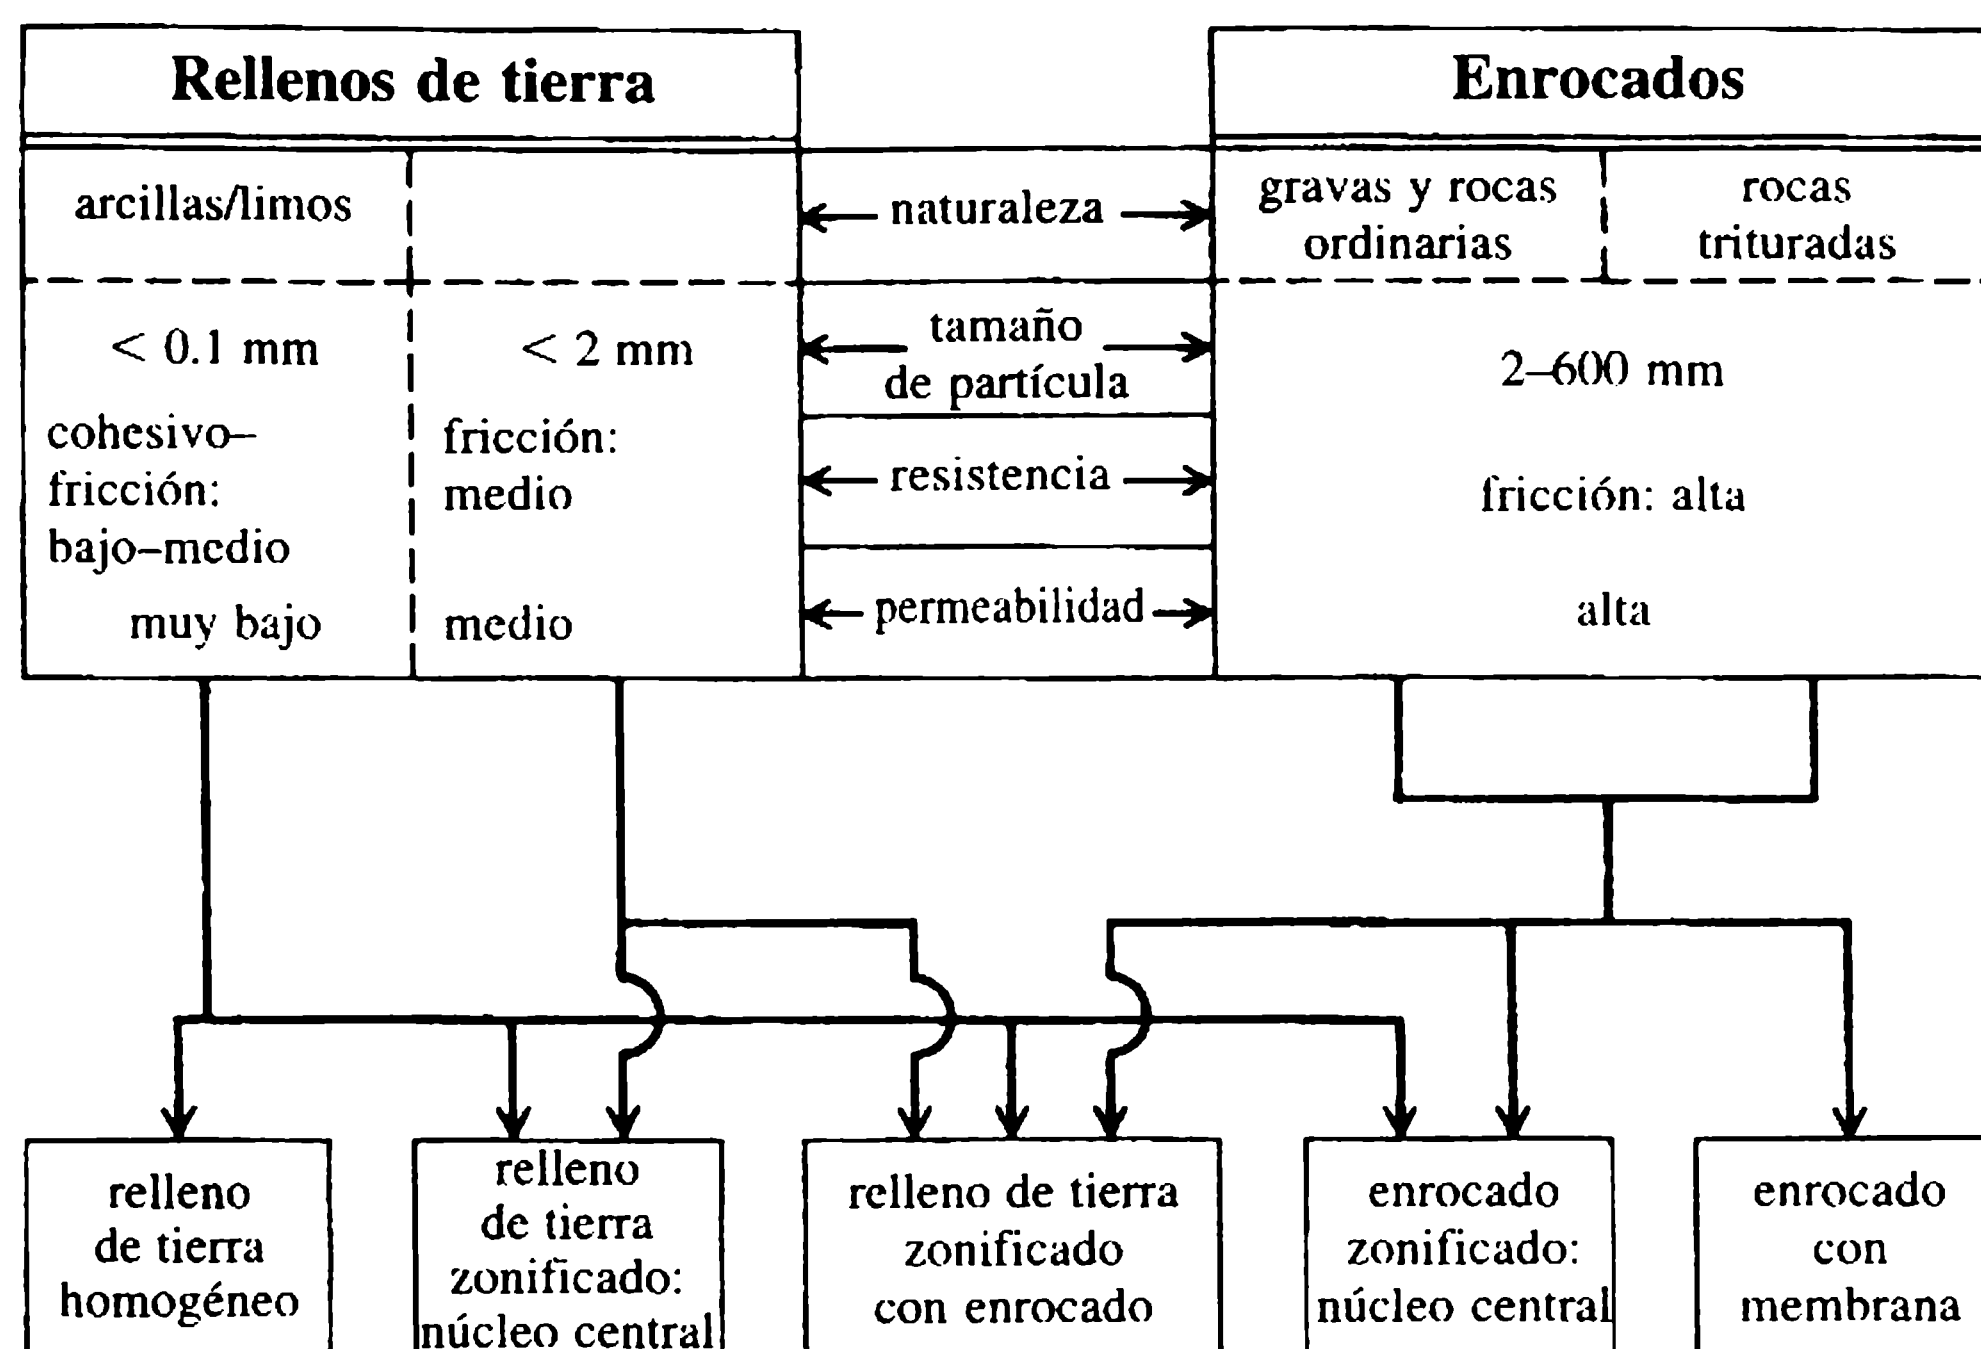 Rellenos de tierra
Enrocados
arcillas/limos
naturaleza
gravas y rocas
ordinarias
rocas
trituradas
< 0.1 mm
< 2 mm
tamaño
de partícula
2–600 mm
cohesivo–
fricción:
bajo–medio
fricción:
medio
resistencia
fricción: alta
muy bajo
medio
permeabilidad
alta
relleno
de tierra
homogéneo
relleno
de tierra
zonificado:
núcleo central
relleno de tierra
zonificado
con enrocado
enrocado
zonificado:
núcleo central
enrocado
con
membrana